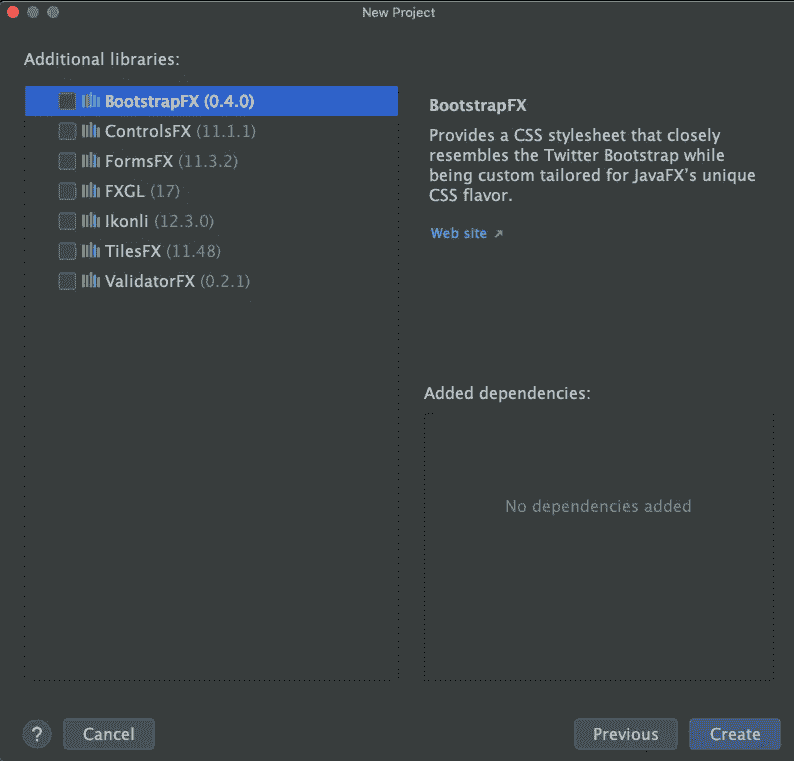 New Project
Additional libraries:
BootstrapFX (0.4.0)
ControlsFX (11.1.1)
FormsFX (11.3.2)
FXGL (17)
Ikonli (12.3.0)
TilesFX (11.48)
ValidatorFX (0.2.1)
BootstrapFX
Provides a CSS stylesheet that closely
resembles the Twitter Bootstrap while
being custom tailored for JavaFX's unique
CSS flavor.
Web site ↗
Added dependencies:
No dependencies added
?
Cancel
Previous
Create